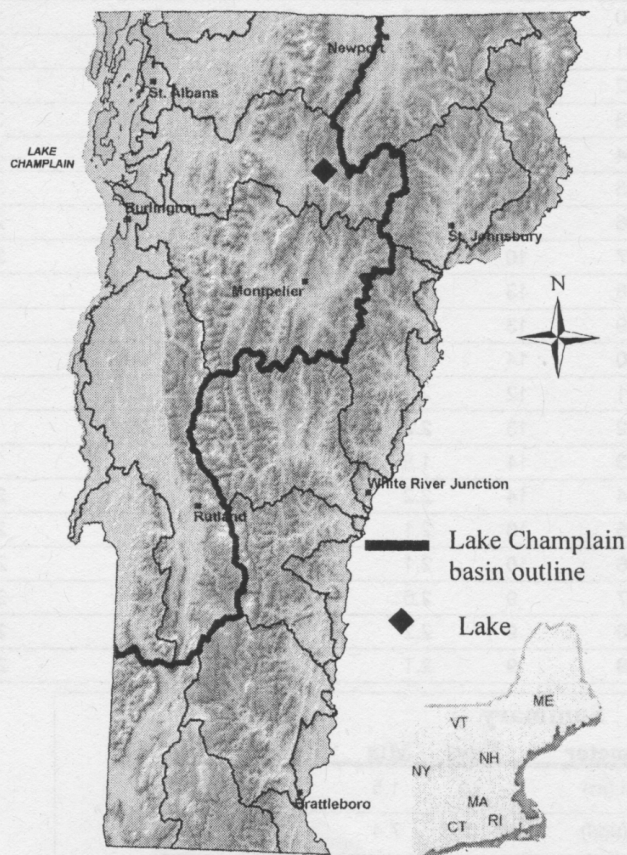 Newport
St. Albans
LAKE
CHAMPLAIN
Burlington
St. Johnsbury
Montpelier
N
White River Junction
Rutland
Lake Champlain
basin outline
Lake
ME
VT
NH
NY
MA
CT
RI
Brattleboro